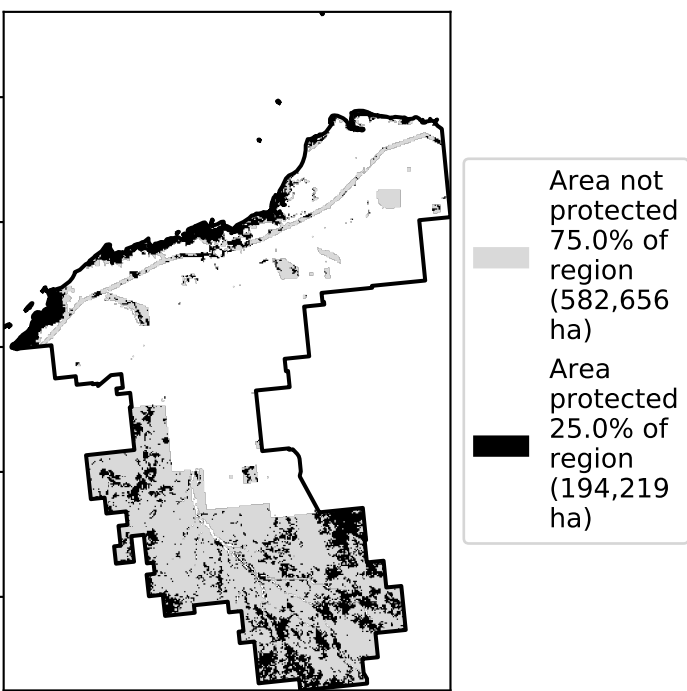 Area not
protected
75.0% of
region
(582,656
ha)
Area
protected
25.0% of
region
(194,219
ha)